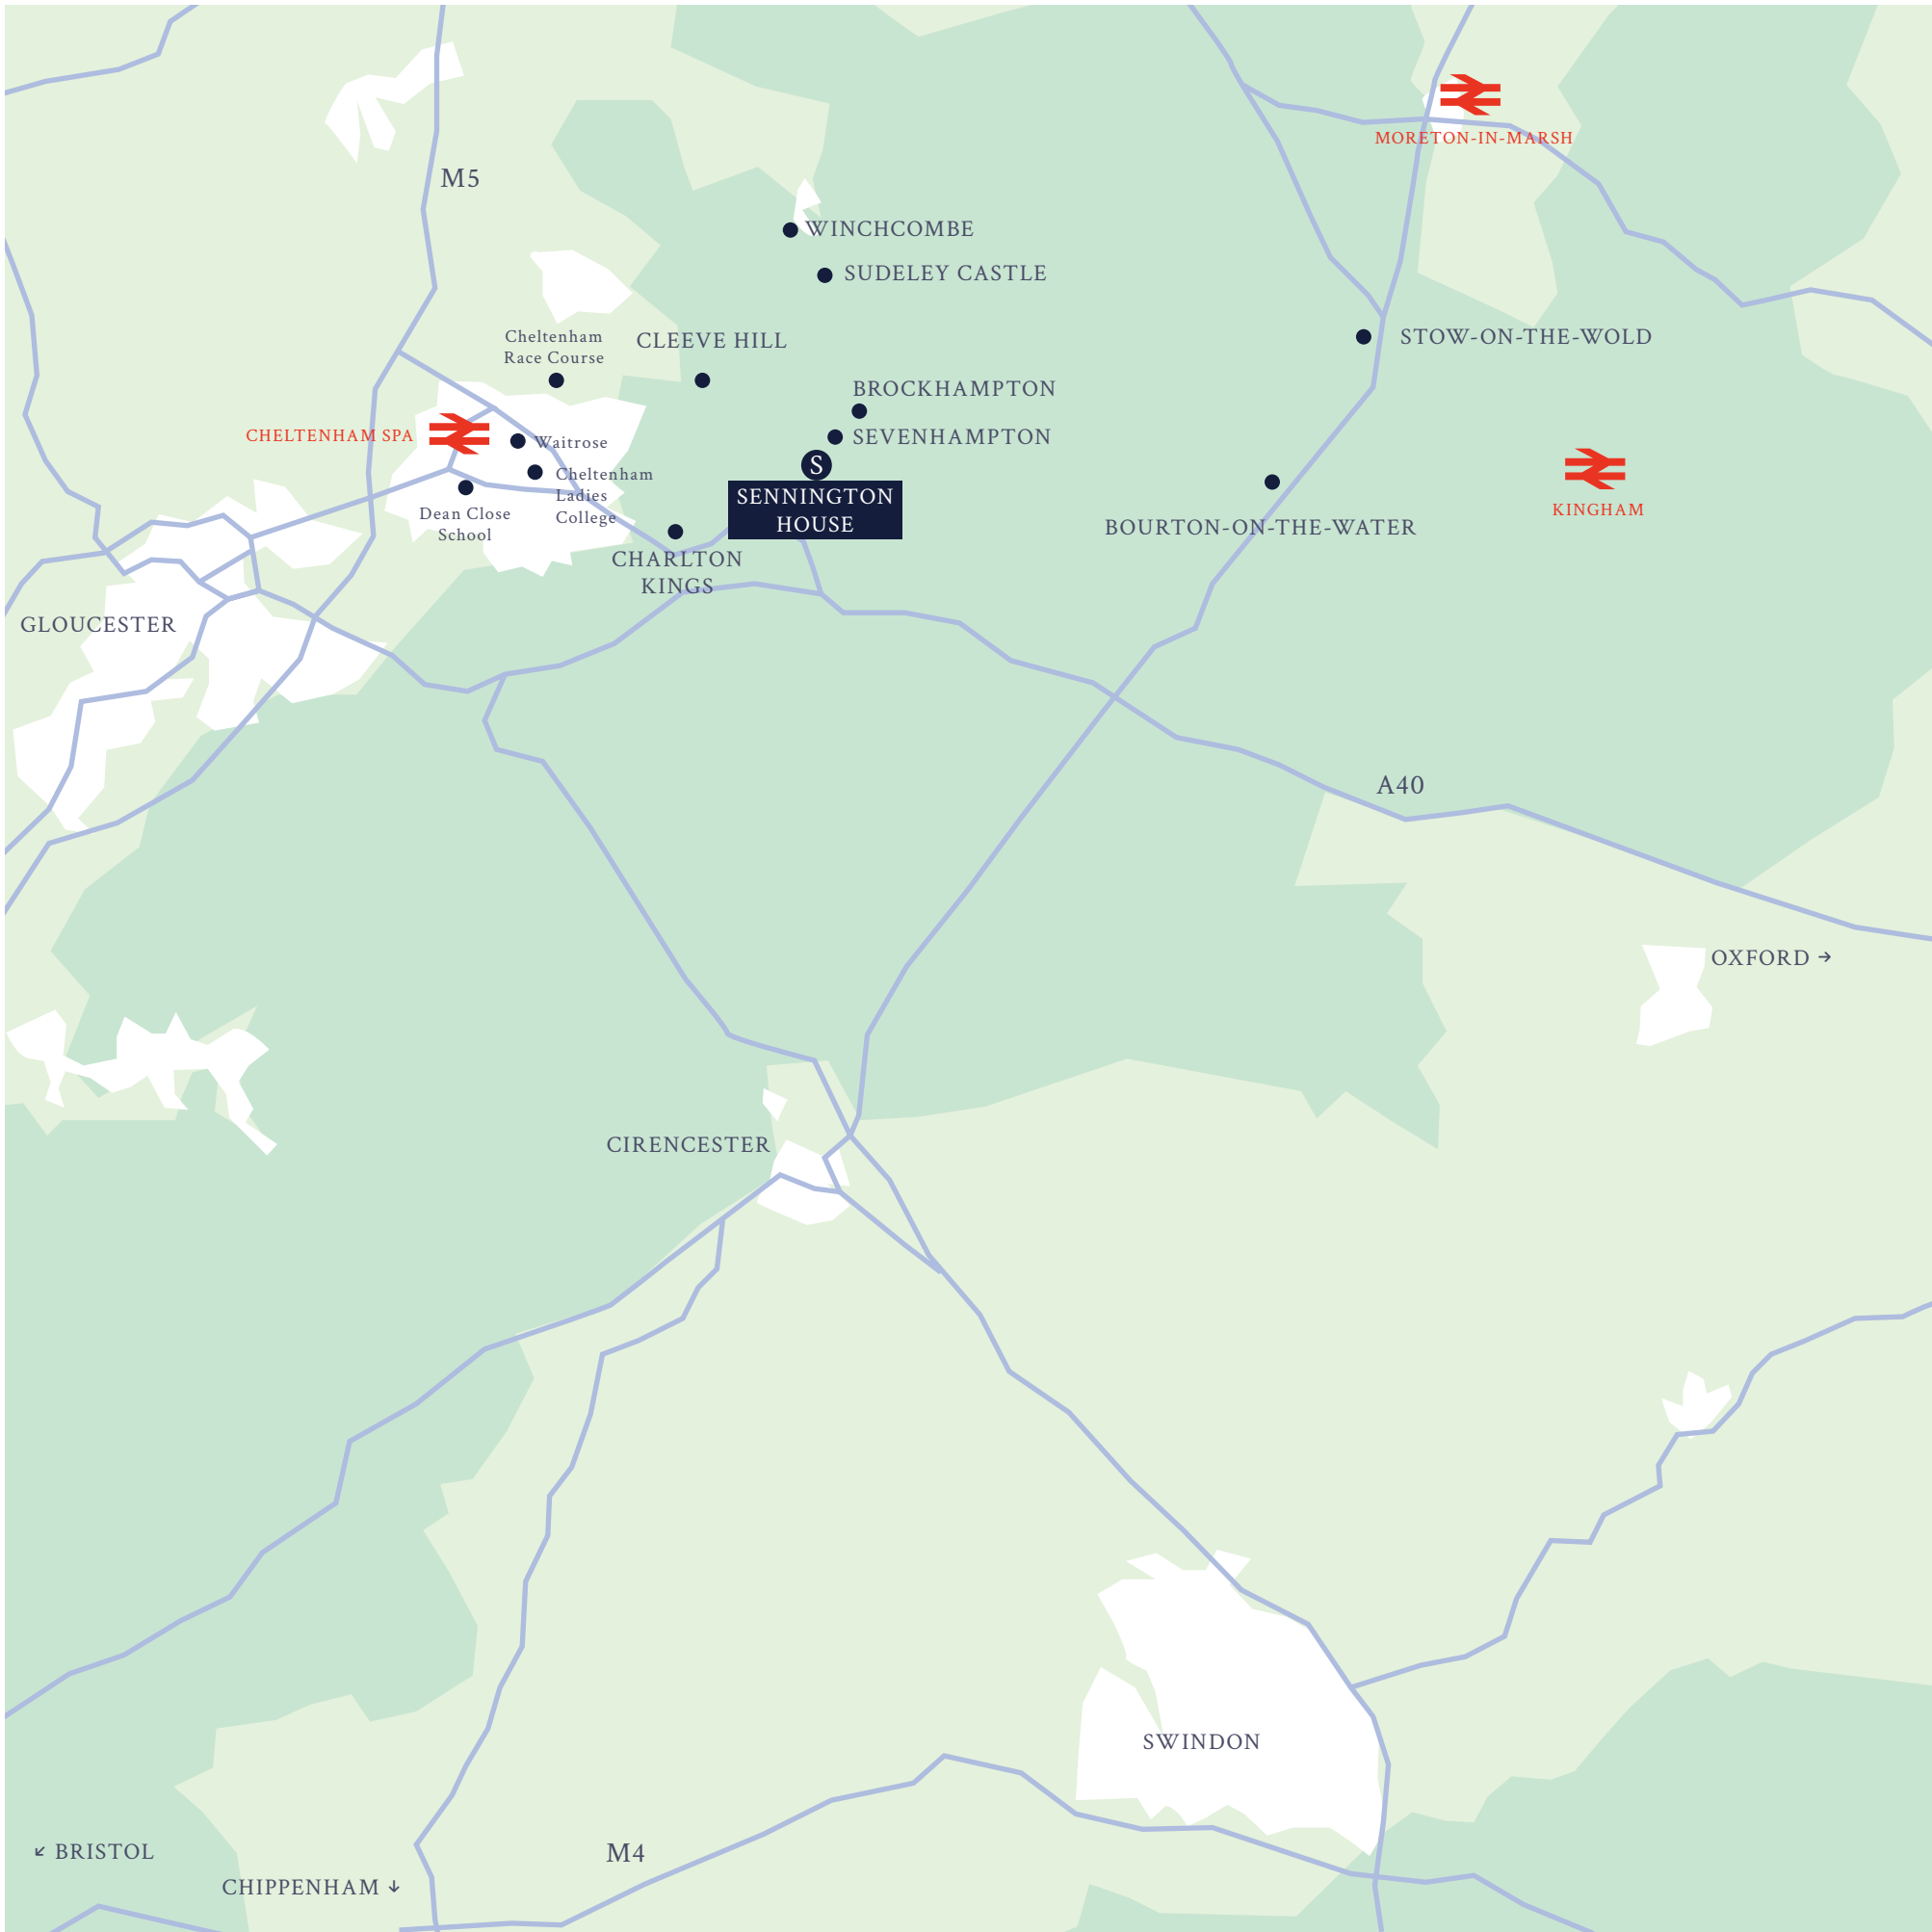 M5
MORETON-IN-MARSH
WINCHCOMBE
SUDELEY CASTLE
Cheltenham
Race Course
CLEEVE HILL
STOW-ON-THE-WOLD
BROCKHAMPTON
CHELTENHAM SPA
Waitrose
SEVENHAMPTON
S
Cheltenham
Ladies
College
SENNINGTON
HOUSE
Dean Close
School
BOURTON-ON-THE-WATER
KINGHAM
CHARLTON
KINGS
GLOUCESTER
A40
OXFORD →
CIRENCESTER
SWINDON
↙ BRISTOL
M4
CHIPPENHAM ↓